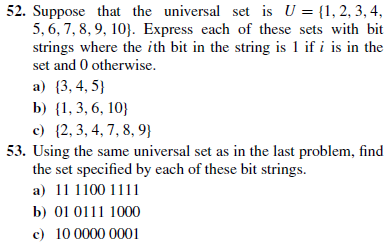 52. Suppose that the universal set is U = {1, 2, 3, 4,
5, 6, 7, 8, 9, 10}. Express each of these sets with bit
strings where the ith bit in the string is 1 if i is in the
set and 0 otherwise.
a) {3, 4, 5}
b) {1, 3, 6, 10}
c) {2, 3, 4, 7, 8, 9}
53. Using the same universal set as in the last problem, find
the set specified by each of these bit strings.
a) 11 1100 1111
b) 01 0111 1000
c) 10 0000 0001